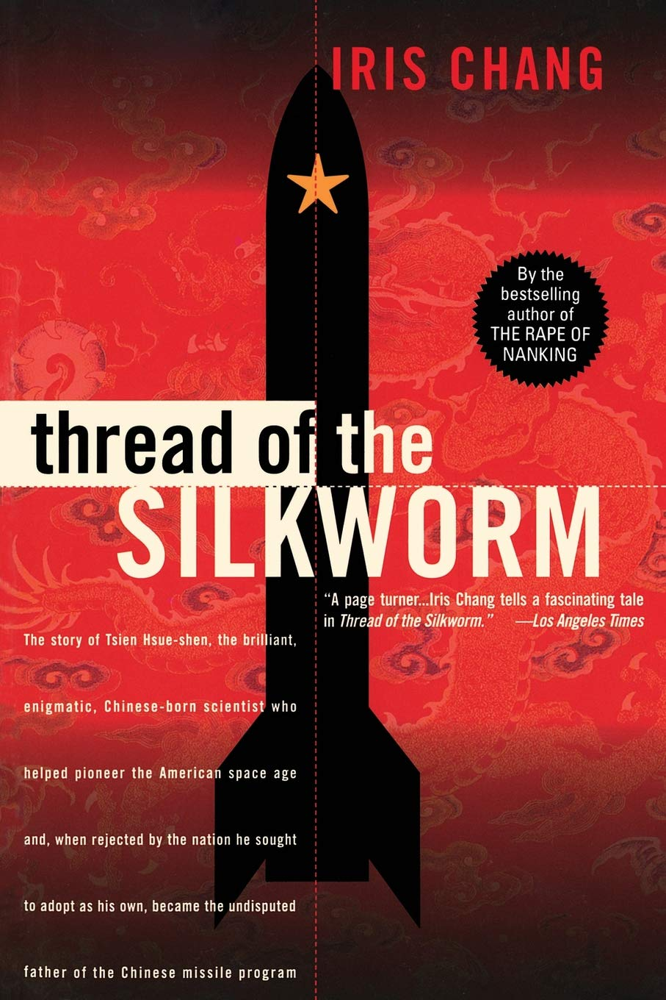 IRIS CHANG
By the
bestselling
author of
THE RAPE OF
NANKING
thread of the
SILKWORM
“A page turner...Iris Chang tells a fascinating tale
in Thread of the Silkworm.” —Los Angeles Times
The story of Tsien Hsue-shen, the brilliant,
enigmatic, Chinese-born scientist who
helped pioneer the American space age
and, when rejected by the nation he sought
to adopt as his own, became the undisputed
father of the Chinese missile program